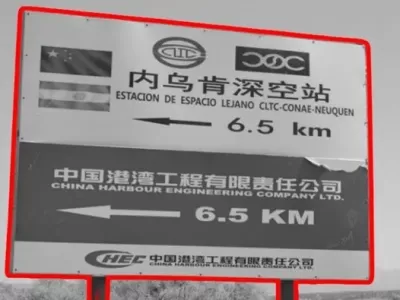 CLTC
内乌肯深空站
ESTACION DE ESPACIO LEJANO CLTC-CONAE-NEUQUEN
6.5 km
中国港湾工程有限责任公司
CHINA HARBOUR ENGINEERING COMPANY LTD.
6.5 KM
CHEC 中国港湾工程有限责任公司
CHINA HARBOUR ENGINEERING COMPANY LTD.